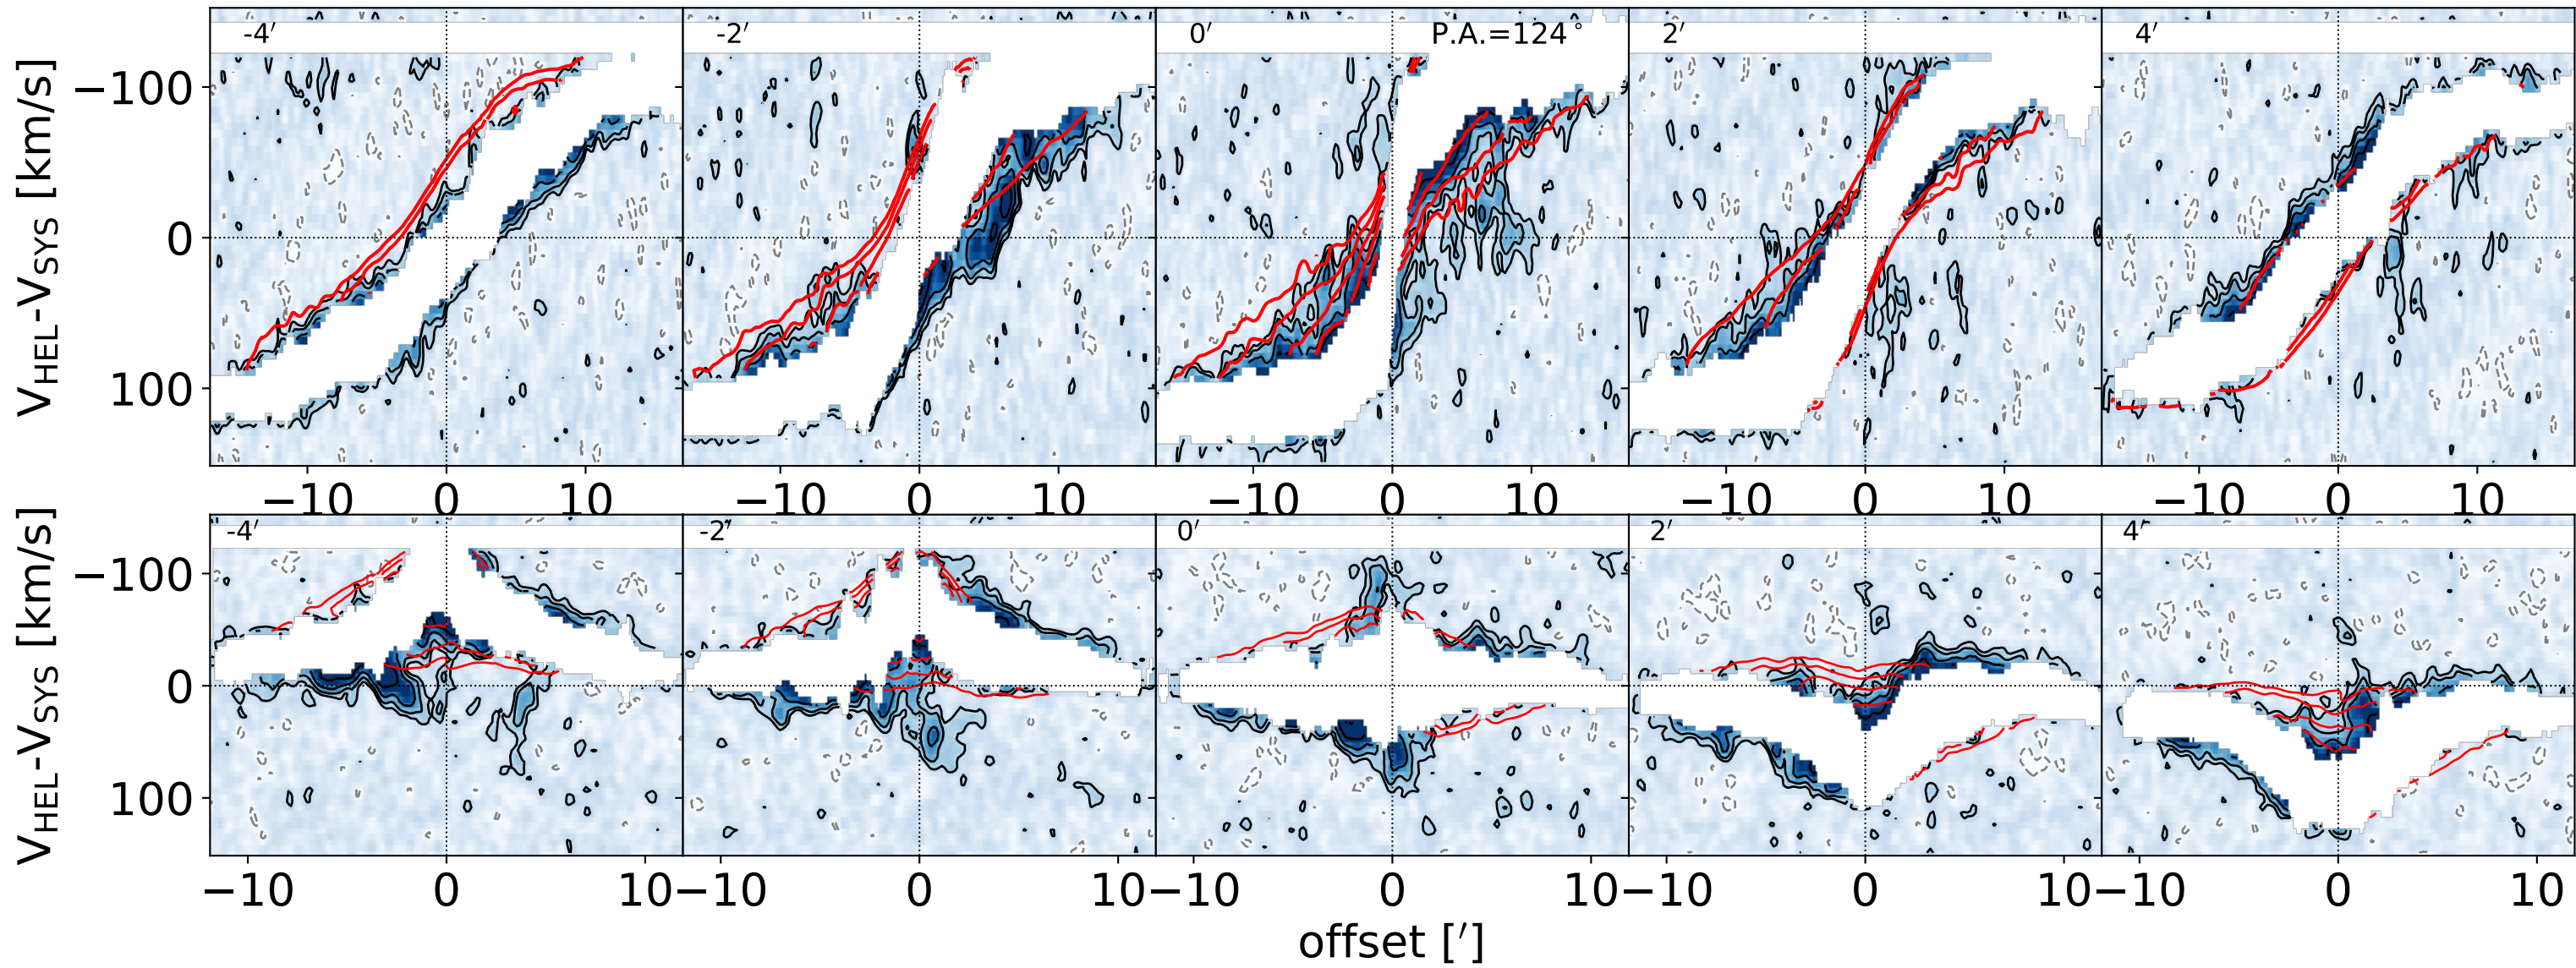 -4′ -2′ 0′ P.A.=124° 2′ 4′
V_HEL-V_SYS [km/s]
−100
0
100
−10 0 10 −10 0 10 −10 0 10 −10 0 10 −10 0 10
-4′ -2′ 0′ 2′ 4′
V_HEL-V_SYS [km/s]
−100
0
100
−10 0 10 −10 0 10 −10 0 10 −10 0 10 −10 0 10
offset [′]